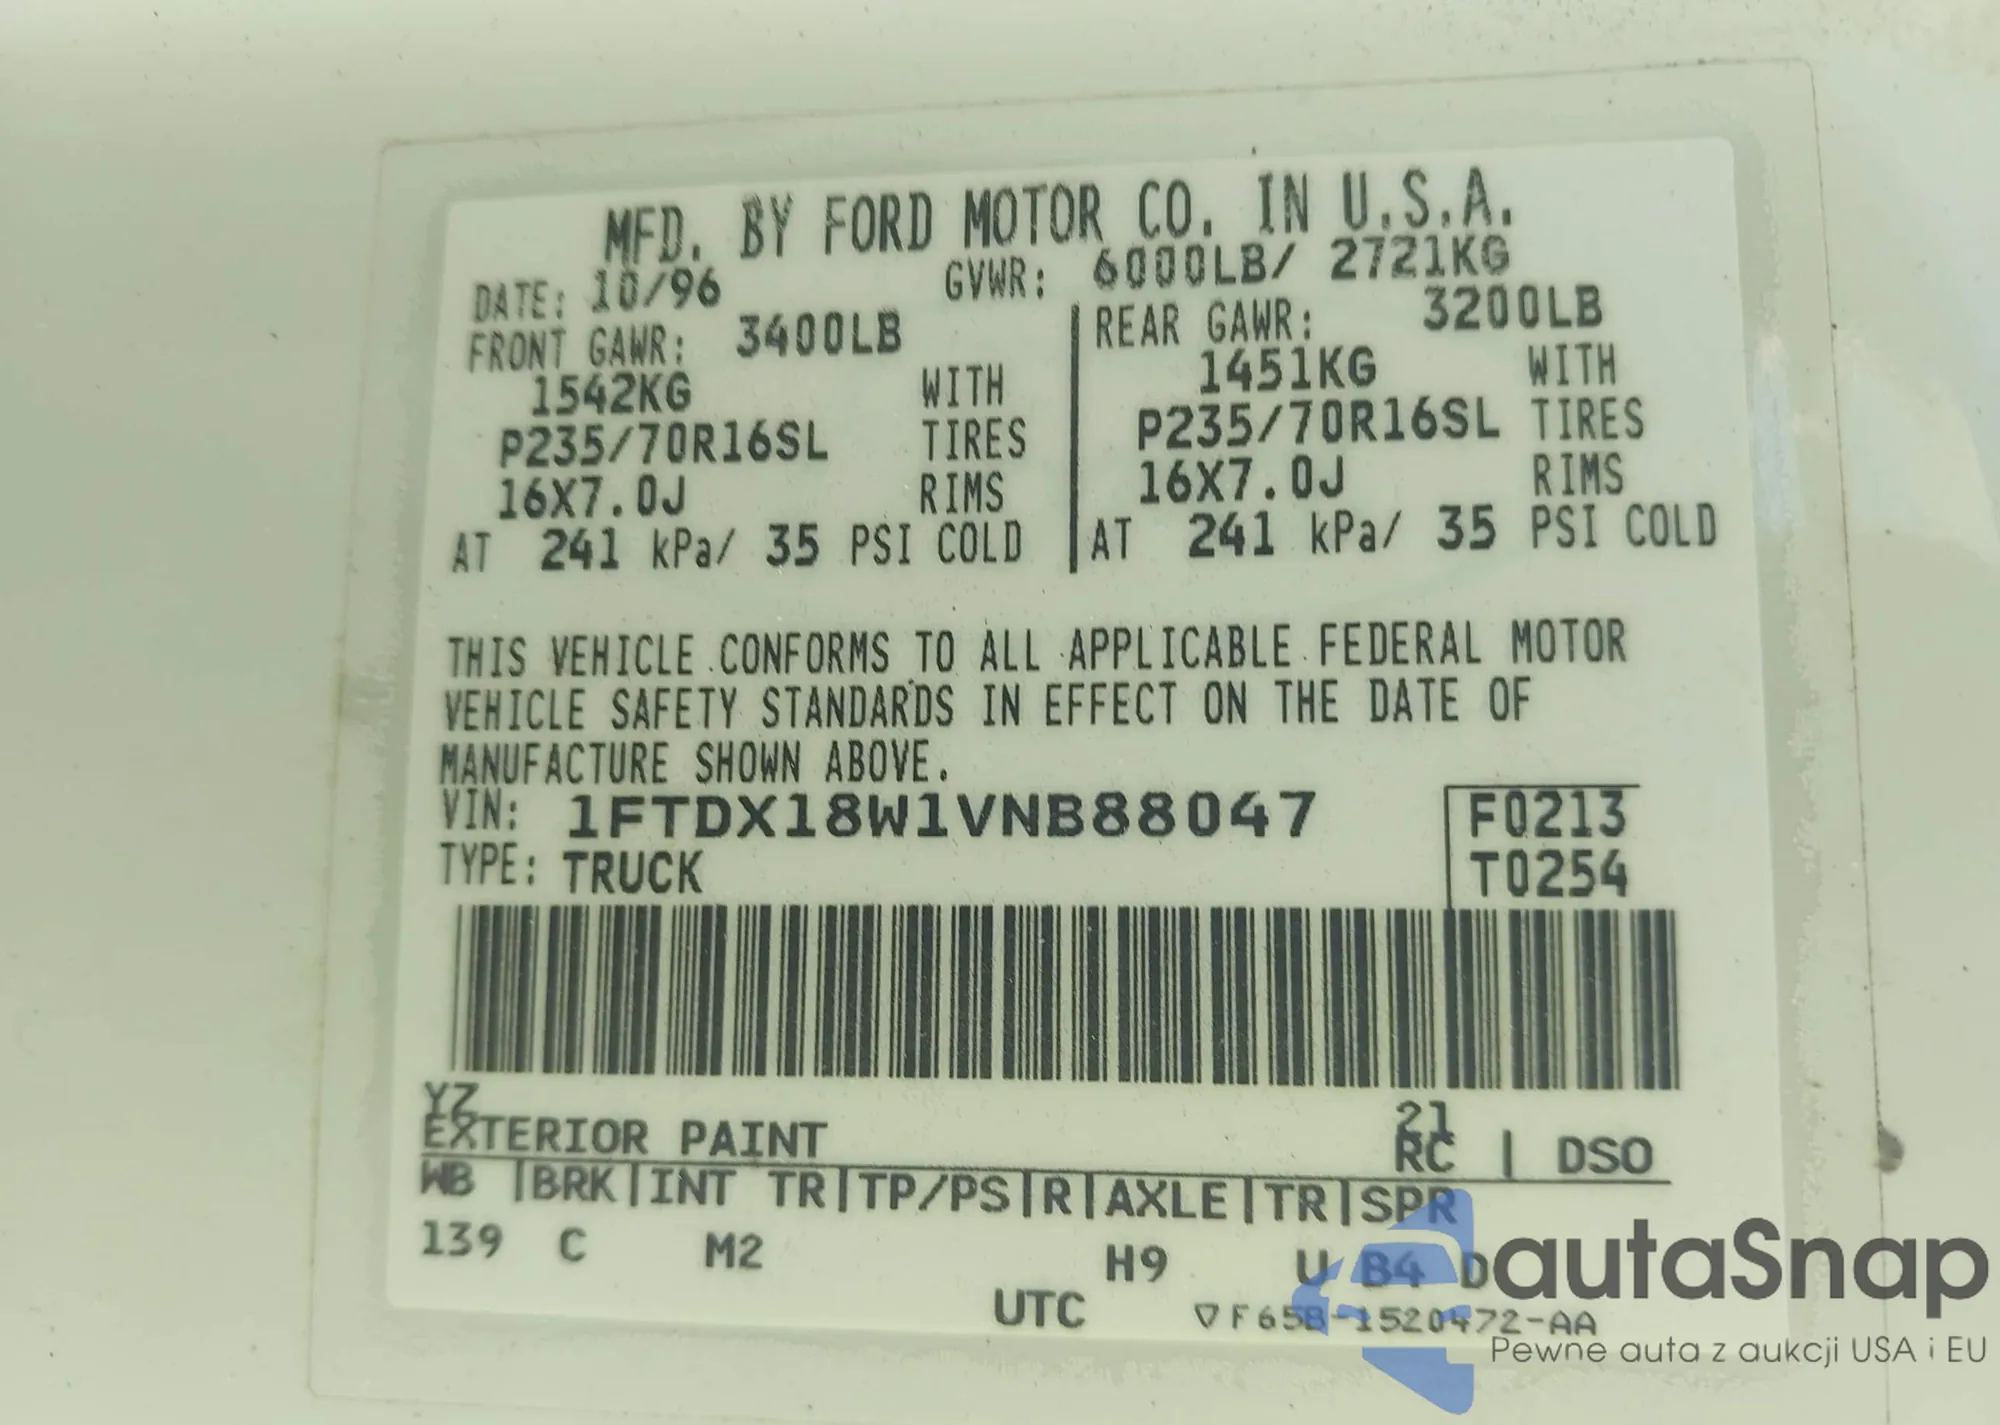 MFD. BY FORD MOTOR CO. IN U.S.A.
DATE: 10/96 GVWR: 6000LB/ 2721KG
FRONT GAWR: 3400LB REAR GAWR: 3200LB
1542KG WITH 1451KG WITH
P235/70R16SL TIRES P235/70R16SL TIRES
16X7.0J RIMS 16X7.0J RIMS
AT 241 kPa/ 35 PSI COLD AT 241 kPa/ 35 PSI COLD
THIS VEHICLE CONFORMS TO ALL APPLICABLE FEDERAL MOTOR
VEHICLE SAFETY STANDARDS IN EFFECT ON THE DATE OF
MANUFACTURE SHOWN ABOVE.
VIN: 1FTDX18W1VNB88047 F0213
TYPE: TRUCK T0254
YZ 21
EXTERIOR PAINT RC | DSO
WB |BRK|INT TR|TP/PS|R|AXLE|TR|SPR
139 C M2 H9 U B4 D
UTC ▽F65B-1520472-AA
autaSnap
Pewne auta z aukcji USA i EU